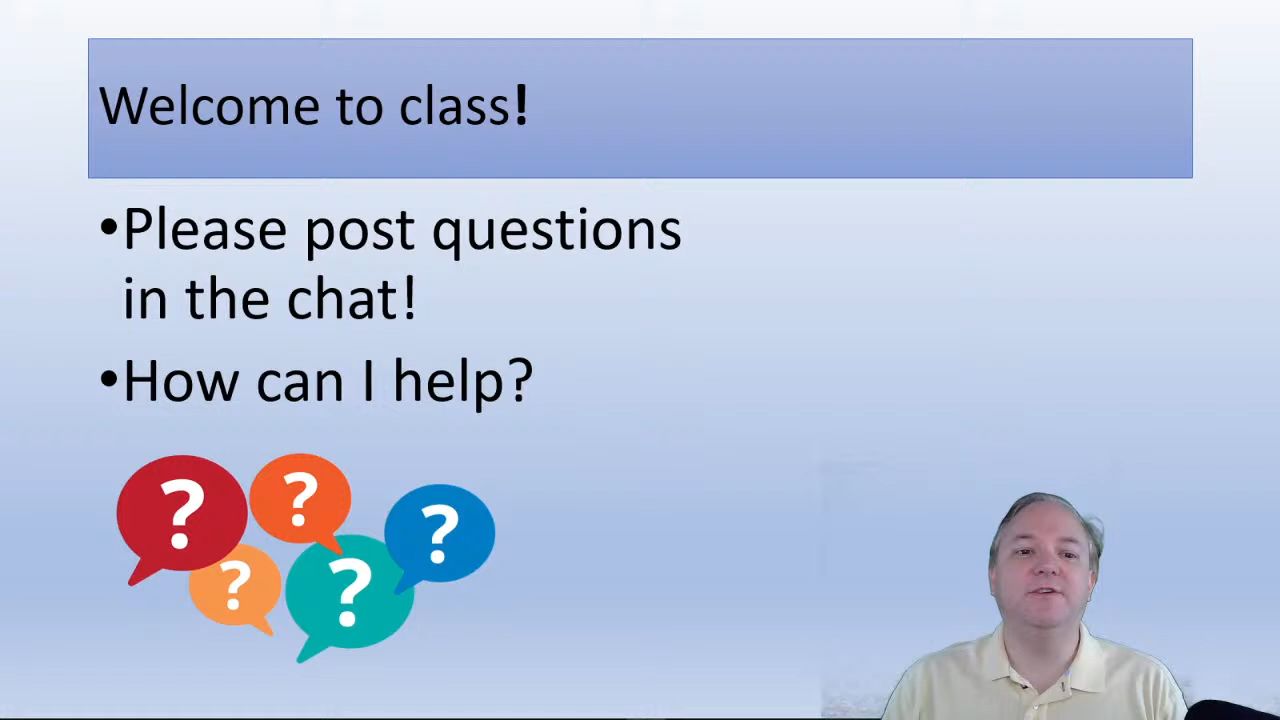 Welcome to class!
•Please post questions
in the chat!
•How can I help?
? ? ?
? ?